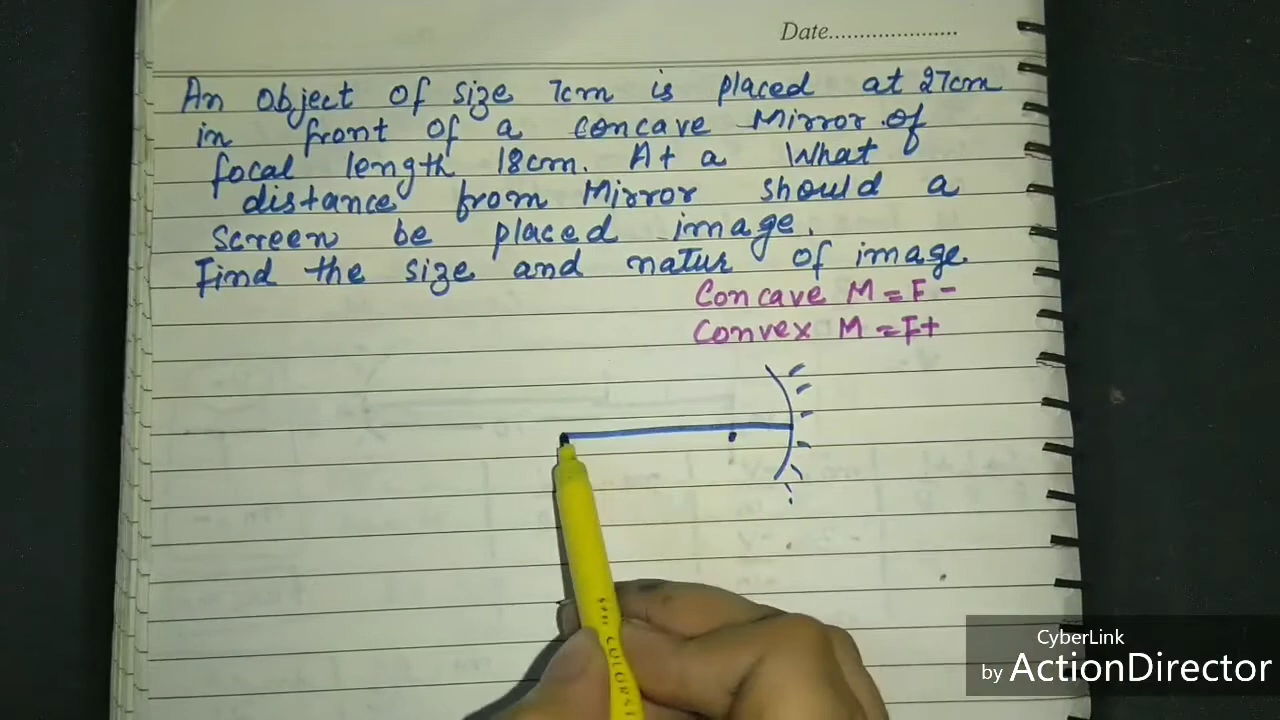 Date.....................
An object of size 7cm is placed at 27cm
in front of a concave Mirror of
focal length 18cm. At a What
distance from Mirror should a
screen be placed image.
Find the size and natur of image.
Concave M = F -
Convex M = F+
CyberLink
by ActionDirector